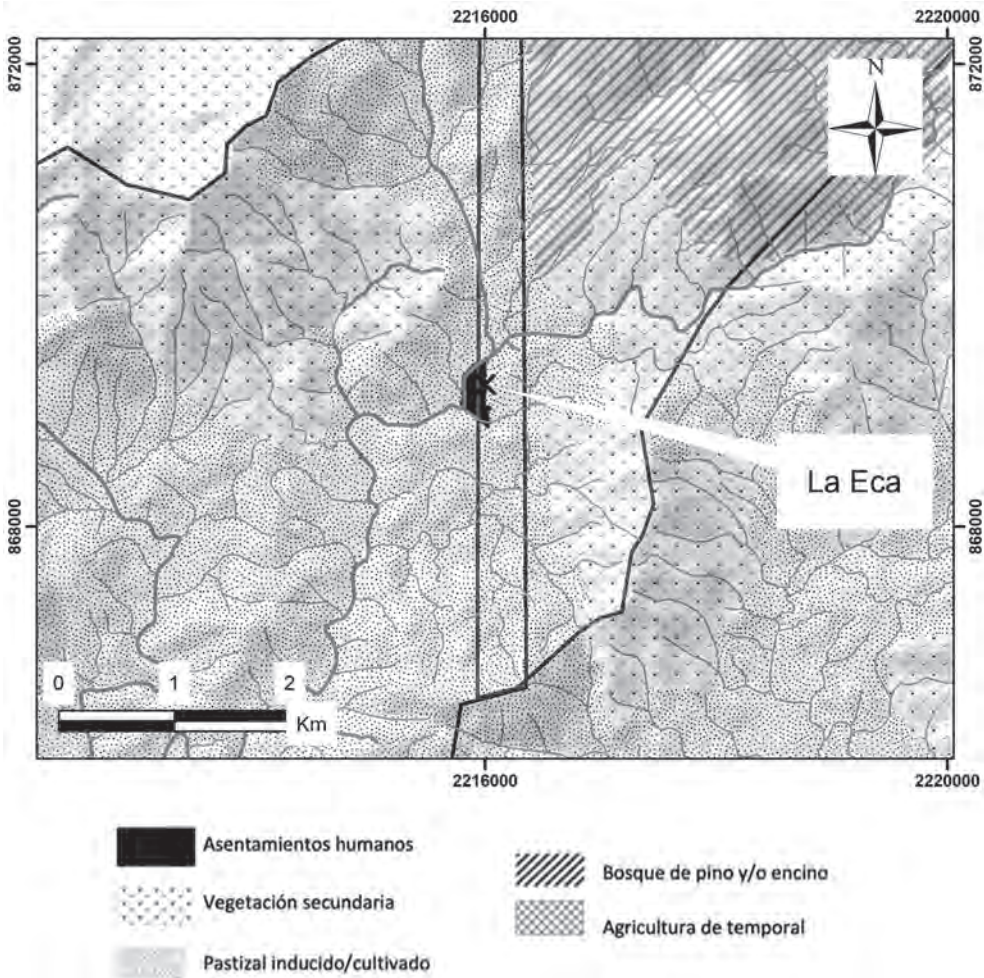 2216000
2220000
872000
872000
N
La Eca
868000
868000
0 1 2
Km
2216000
2220000
Asentamientos humanos
Vegetación secundaria
Pastizal inducido/cultivado
Bosque de pino y/o encino
Agricultura de temporal